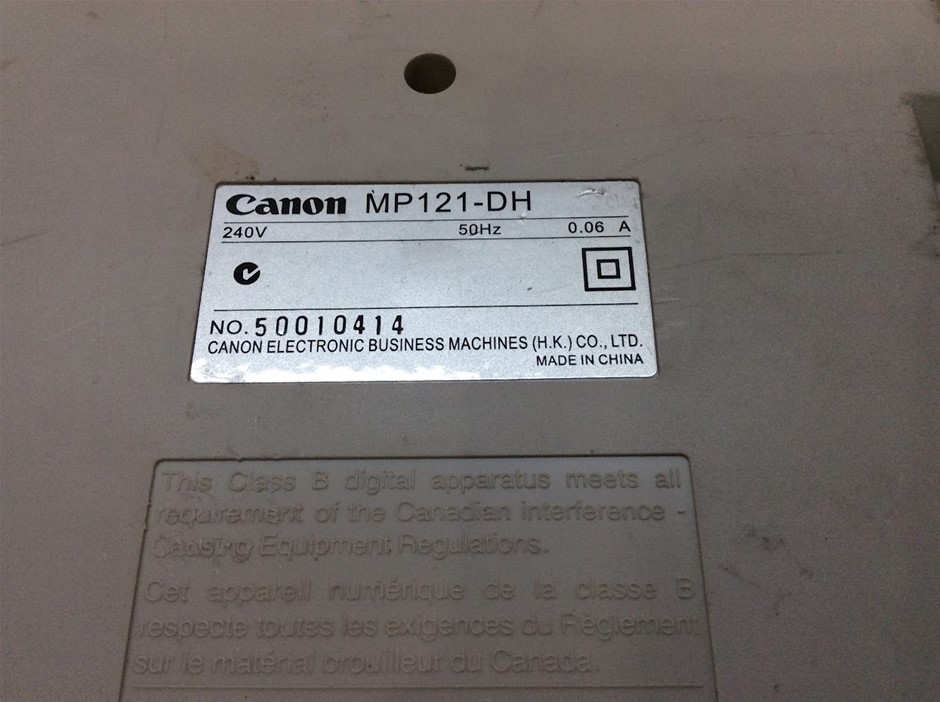 Canon MP121-DH
240V 50Hz 0.06 A
NO. 50010414
CANON ELECTRONIC BUSINESS MACHINES (H.K.) CO., LTD.
MADE IN CHINA
This Class B digital apparatus meets all
requirement of the Canadian interference -
Causing Equipment Regulations.
Cet appareil numérique de la classe B
respecte toutes les exigences du Règlement
sur le matérial brouilleur du Canada.